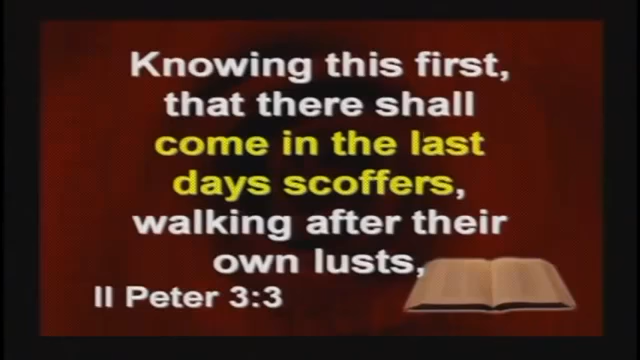 Knowing this first,
that there shall
come in the last
days scoffers,
walking after their
own lusts,
II Peter 3:3